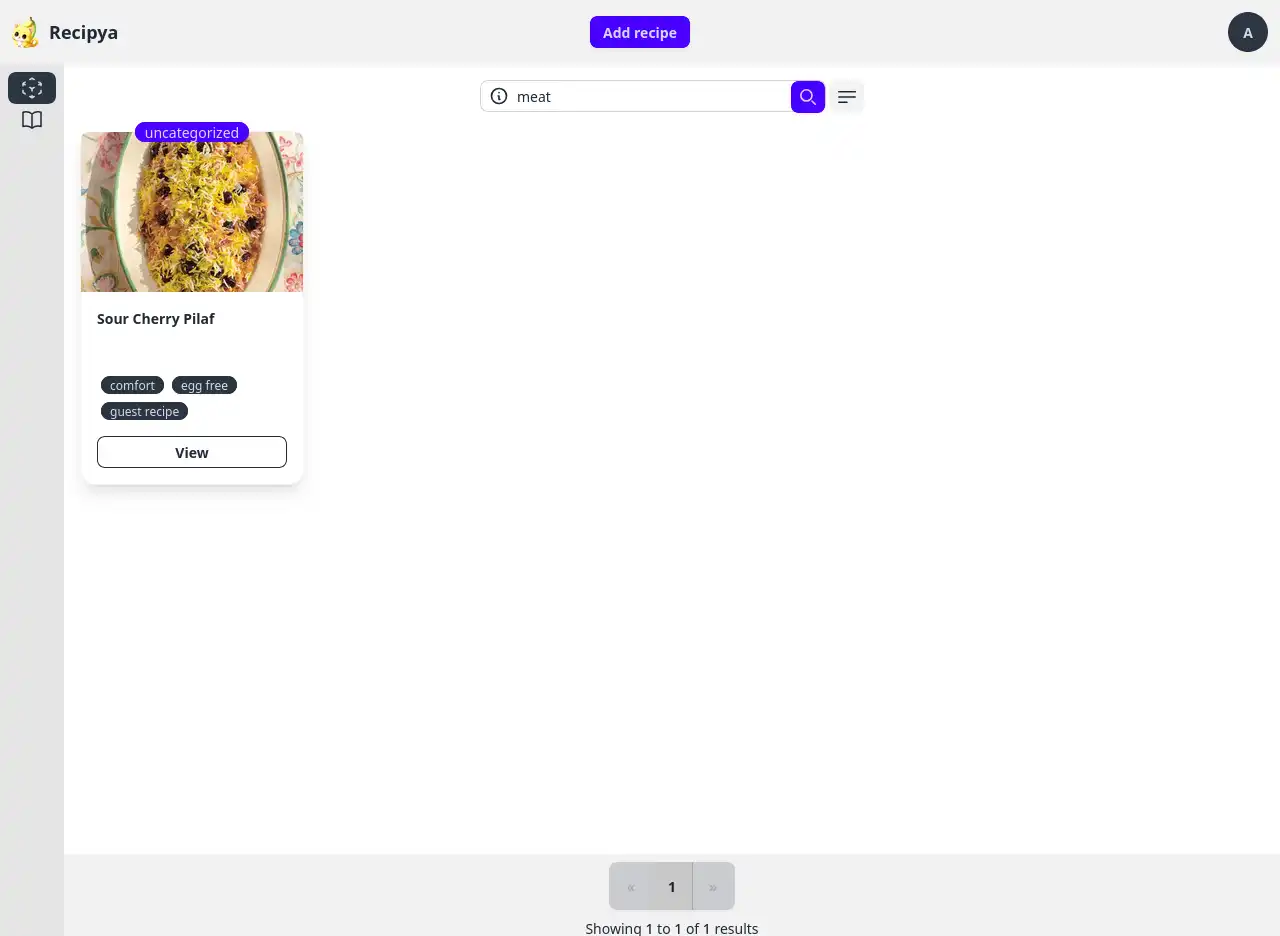 Recipya
Add recipe
A
meat
uncategorized
Sour Cherry Pilaf
comfort
egg free
guest recipe
View
« 1 »
Showing 1 to 1 of 1 results